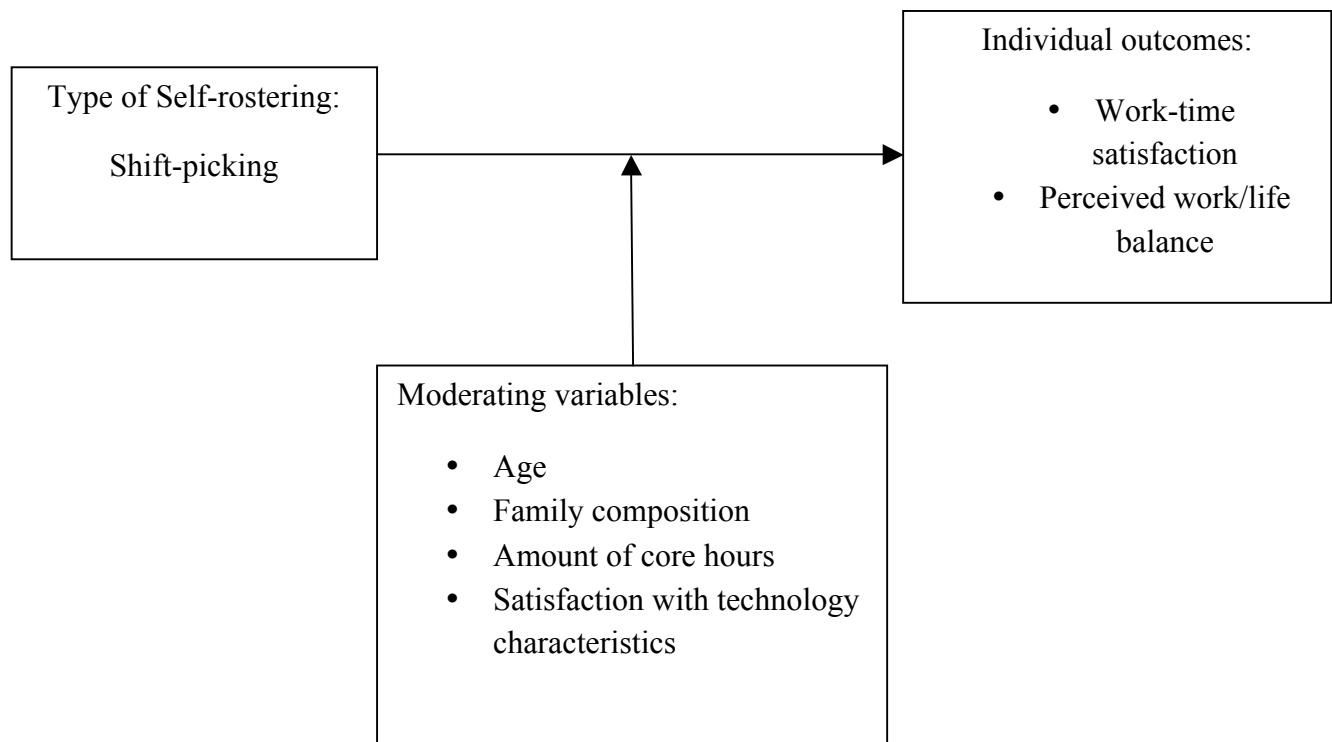 Type of Self-rostering:
Shift-picking
Individual outcomes:
• Work-time
satisfaction
• Perceived work/life
balance
Moderating variables:
• Age
• Family composition
• Amount of core hours
• Satisfaction with technology
characteristics